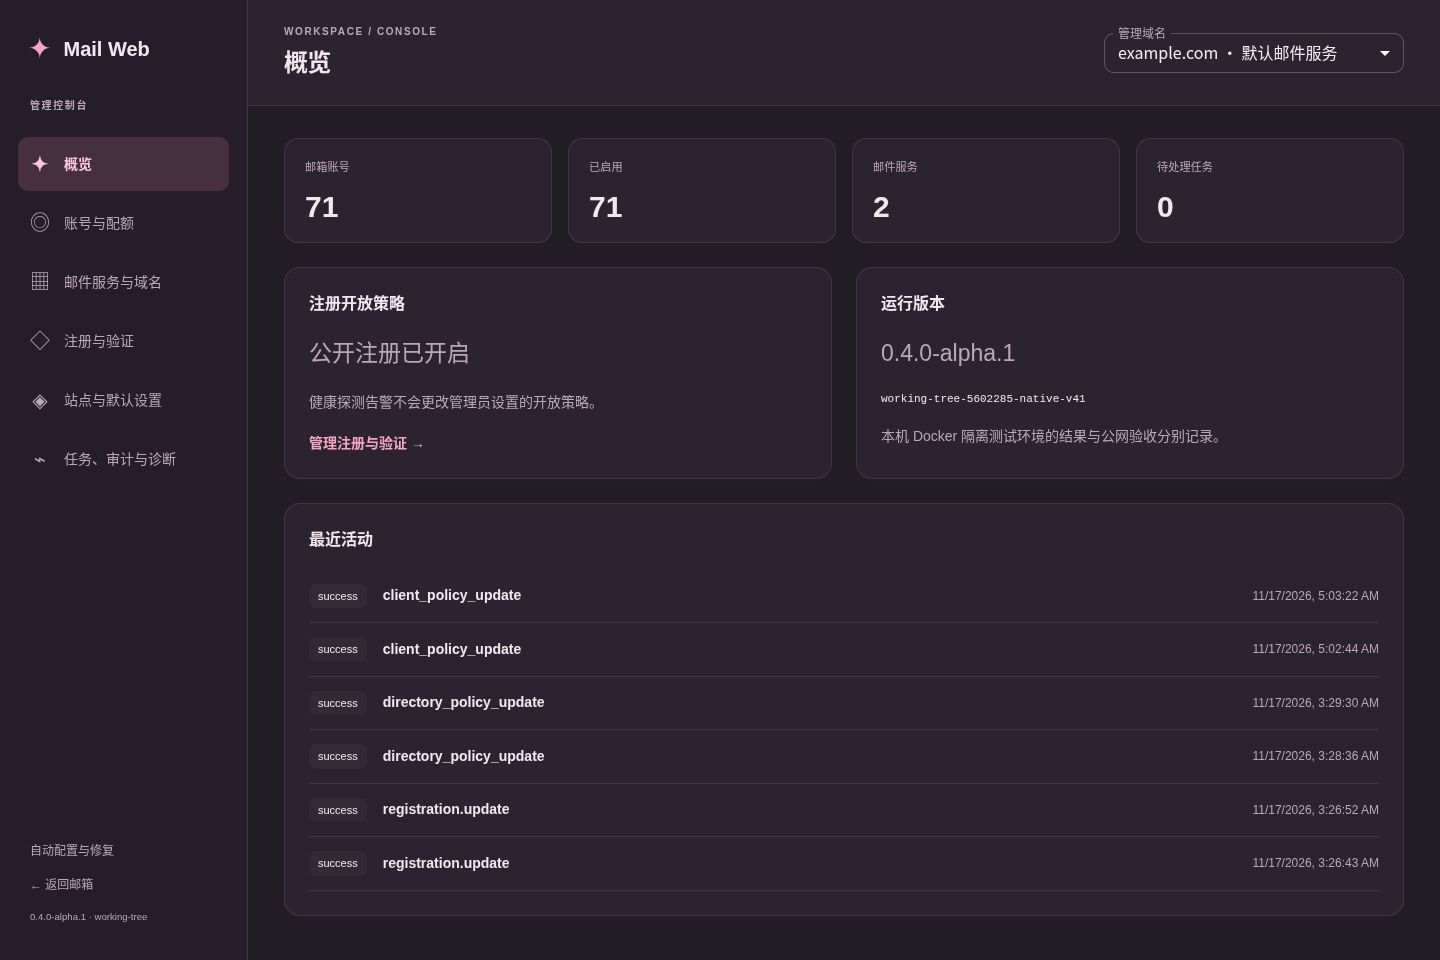 Mail Web
管理控制台
概览
账号与配额
邮件服务与域名
注册与验证
站点与默认设置
任务、审计与诊断
自动配置与修复
← 返回邮箱
0.4.0-alpha.1 · working-tree
WORKSPACE / CONSOLE
概览
管理域名
example.com · 默认邮件服务
邮箱账号
71
已启用
71
邮件服务
2
待处理任务
0
注册开放策略
公开注册已开启
健康探测告警不会更改管理员设置的开放策略。
管理注册与验证 →
运行版本
0.4.0-alpha.1
working-tree-5602285-native-v41
本机 Docker 隔离测试环境的结果与公网验收分别记录。
最近活动
success client_policy_update 11/17/2026, 5:03:22 AM
success client_policy_update 11/17/2026, 5:02:44 AM
success directory_policy_update 11/17/2026, 3:29:30 AM
success directory_policy_update 11/17/2026, 3:28:36 AM
success registration.update 11/17/2026, 3:26:52 AM
success registration.update 11/17/2026, 3:26:43 AM